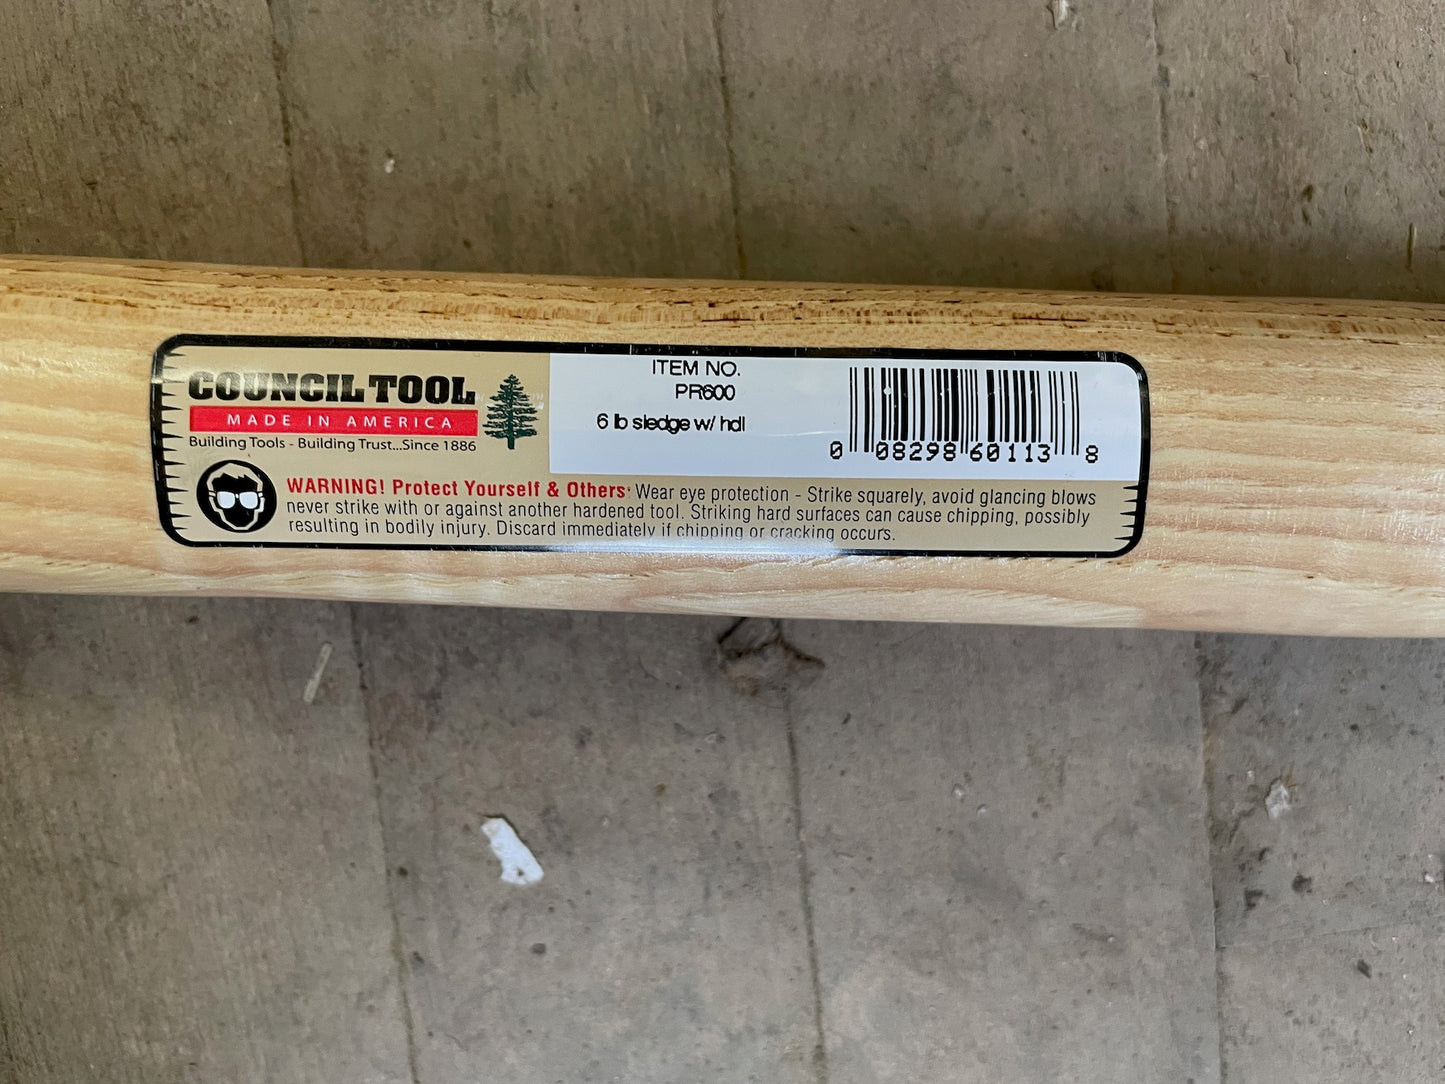 COUNCIL TOOL
MADE IN AMERICA
Building Tools - Building Trust...Since 1886
ITEM NO.
PR600
6 lb sledge w/ hdl
0 08298 60113 8
WARNING! Protect Yourself & Others: Wear eye protection - Strike squarely, avoid glancing blows
never strike with or against another hardened tool. Striking hard surfaces can cause chipping, possibly
resulting in bodily injury. Discard immediately if chipping or cracking occurs.